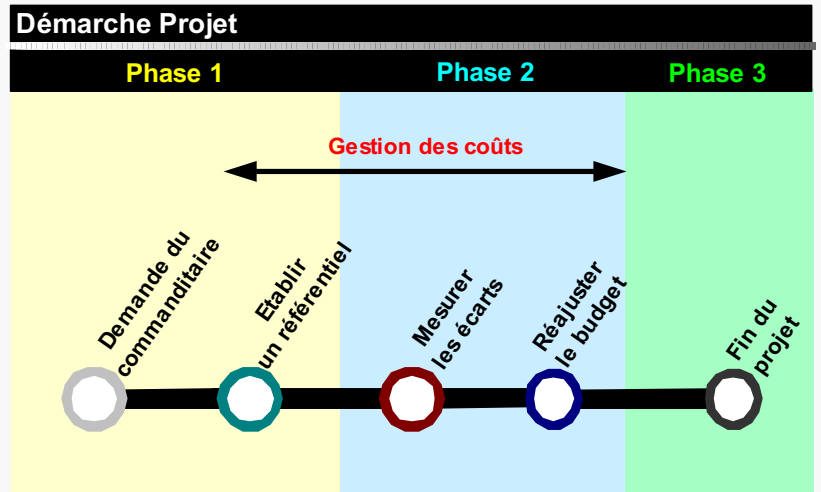 Démarche Projet
Phase 1
Phase 2
Phase 3
Gestion des coûts
Demande du
commanditaire
Etablir
un référentiel
Mesurer
les écarts
Réajuster
le budget
Fin du
projet